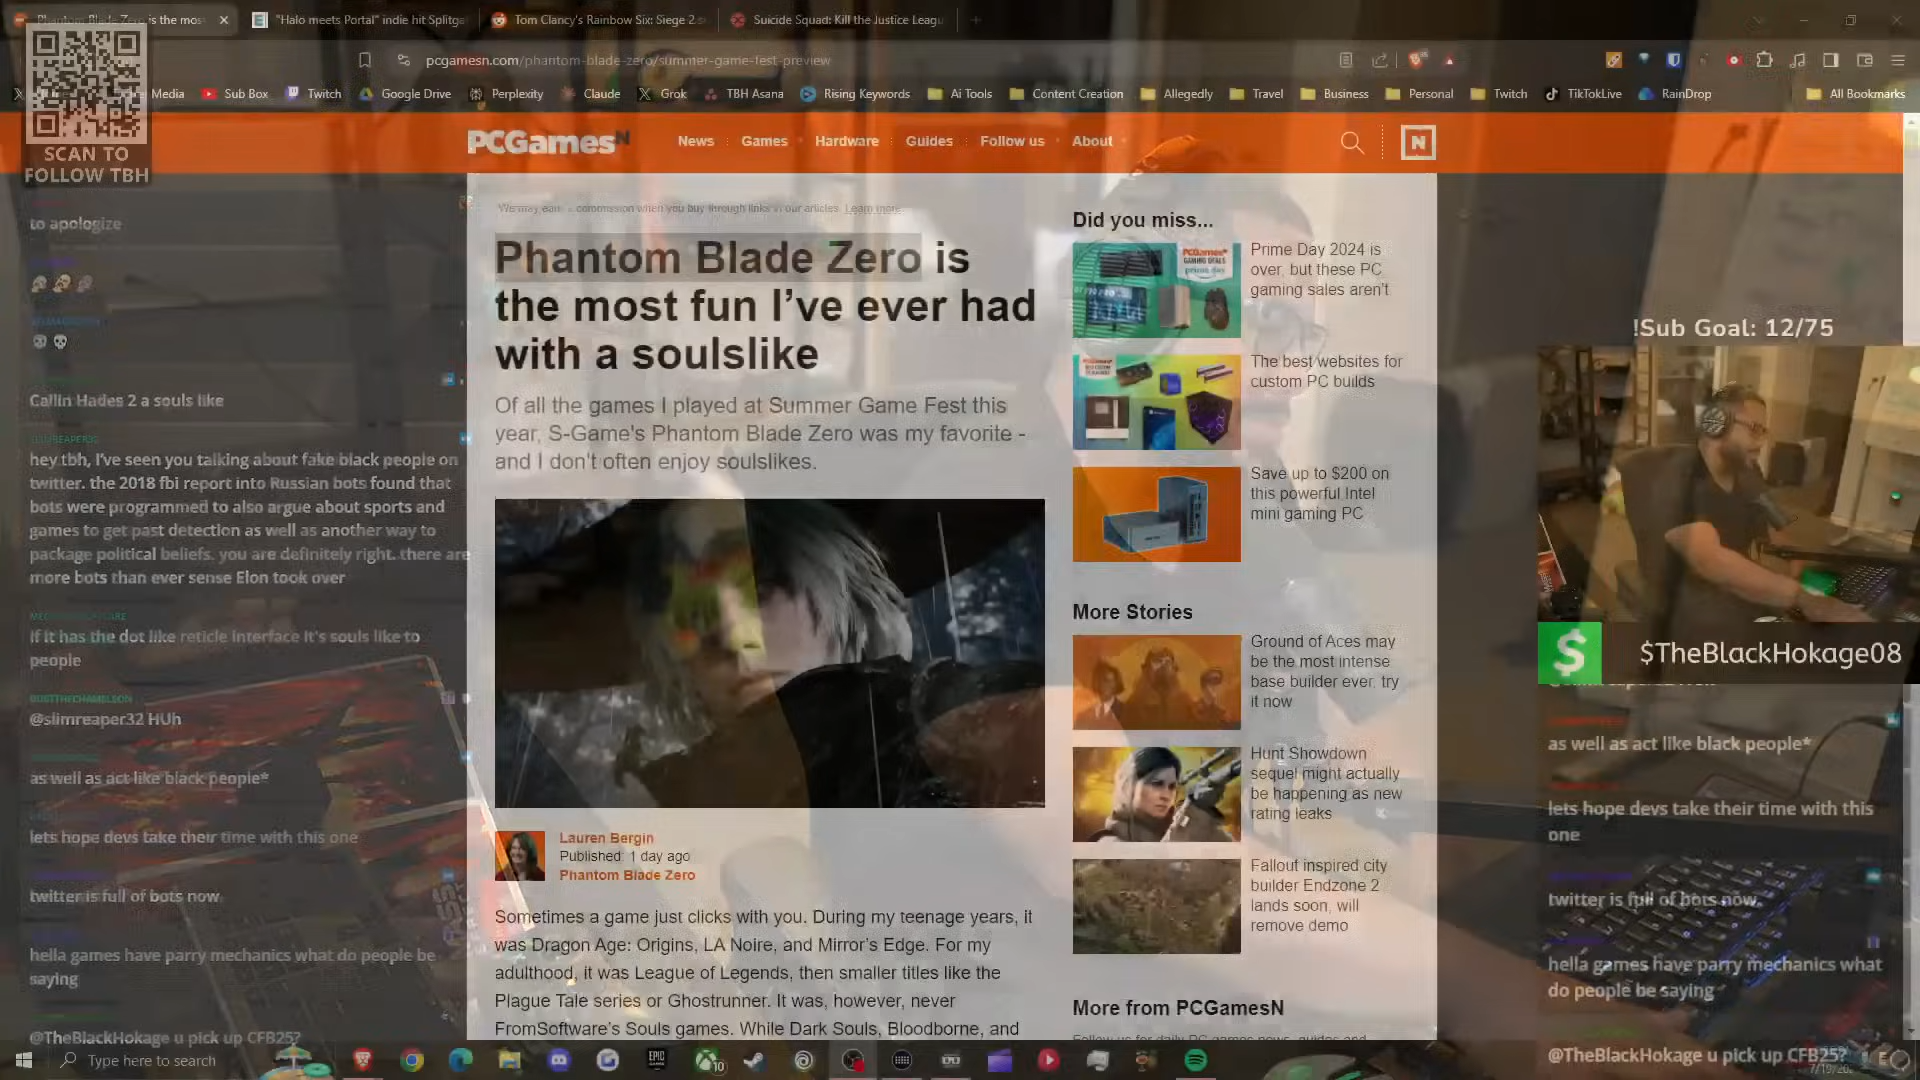 "Halo meets Portal" indie hit Splitga
Tom Clancy's Rainbow Six: Siege 2
Suicide Squad: Kill the Justice Leagu
pcgamesn.com/phantom-blade-zero/summer-game-fest-preview
Media
Sub Box
Twitch
Google Drive
Perplexity
Claude
Grok
TBH Asana
Rising Keywords
Ai Tools
Content Creation
Allegedly
Travel
Business
Personal
Twitch
TikTokLive
RainDrop
All Bookmarks
SCAN TO
FOLLOW TBH
PCGamesN
News
Games
Hardware
Guides
Follow us
About
N
We may earn a commission when you buy through links in our articles. Learn more.
Phantom Blade Zero is
the most fun I've ever had
with a soulslike
Of all the games I played at Summer Game Fest this
year, S-Game's Phantom Blade Zero was my favorite -
and I don't often enjoy soulslikes.
Lauren Bergin
Published: 1 day ago
Phantom Blade Zero
Sometimes a game just clicks with you. During my teenage years, it
was Dragon Age: Origins, LA Noire, and Mirror's Edge. For my
adulthood, it was League of Legends, then smaller titles like the
Plague Tale series or Ghostrunner. It was, however, never
FromSoftware's Souls games. While Dark Souls, Bloodborne, and
Did you miss...
Prime Day 2024 is
over, but these PC
gaming sales aren't
The best websites for
custom PC builds
Save up to $200 on
this powerful Intel
mini gaming PC
More Stories
Ground of Aces may
be the most intense
base builder ever, try
it now
Hunt Showdown
sequel might actually
be happening as new
rating leaks
Fallout inspired city
builder Endzone 2
lands soon, will
remove demo
More from PCGamesN
to apologize
Callin Hades 2 a souls like
hey tbh, I've seen you talking about fake black people on
twitter. the 2018 fbi report into Russian bots found that
bots were programmed to also argue about sports and
games to get past detection as well as another way to
package political beliefs. you are definitely right. there are
more bots than ever sense Elon took over
If it has the dot like reticle interface it's souls like to
people
@slimreaper32 HUh
as well as act like black people*
lets hope devs take their time with this one
twitter is full of bots now
hella games have parry mechanics what do people be
saying
@TheBlackHokage u pick up CFB25?
!Sub Goal: 12/75
$TheBlackHokage08
as well as act like black people*
lets hope devs take their time with this
one
twitter is full of bots now
hella games have parry mechanics what
do people be saying
@TheBlackHokage u pick up CFB25?
Type here to search